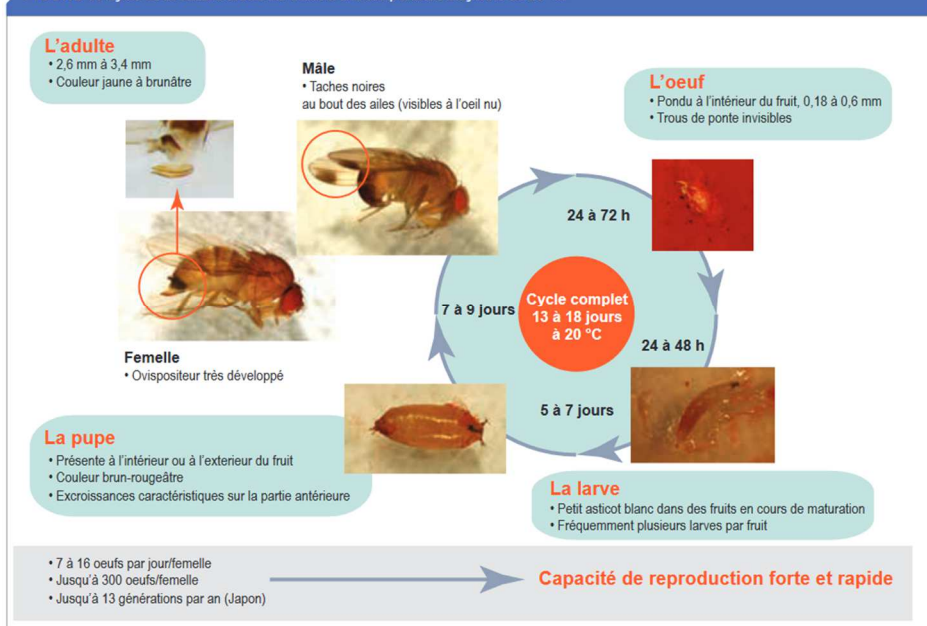 L'adulte
• 2,6 mm à 3,4 mm
• Couleur jaune à brunâtre
Mâle
• Taches noires
au bout des ailes (visibles à l'oeil nu)
L'oeuf
• Pondu à l'intérieur du fruit, 0,18 à 0,6 mm
• Trous de ponte invisibles
24 à 72 h
7 à 9 jours
Cycle complet
13 à 18 jours
à 20 °C
24 à 48 h
Femelle
• Ovispositeur très développé
5 à 7 jours
La pupe
• Présente à l'intérieur ou à l'exterieur du fruit
• Couleur brun-rougeâtre
• Excroissances caractéristiques sur la partie antérieure
La larve
• Petit asticot blanc dans des fruits en cours de maturation
• Fréquemment plusieurs larves par fruit
• 7 à 16 oeufs par jour/femelle
• Jusqu'à 300 oeufs/femelle
• Jusqu'à 13 générations par an (Japon)
Capacité de reproduction forte et rapide